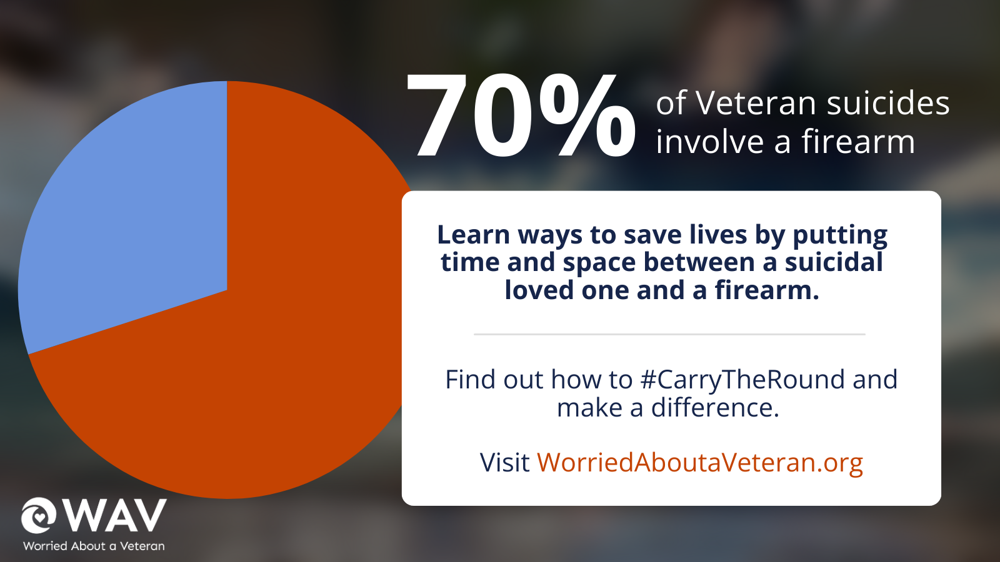 70%
of Veteran suicides
involve a firearm
Learn ways to save lives by putting
time and space between a suicidal
loved one and a firearm.
Find out how to #CarryTheRound and
make a difference.
Visit WorriedAboutaVeteran.org
WAV
Worried About a Veteran